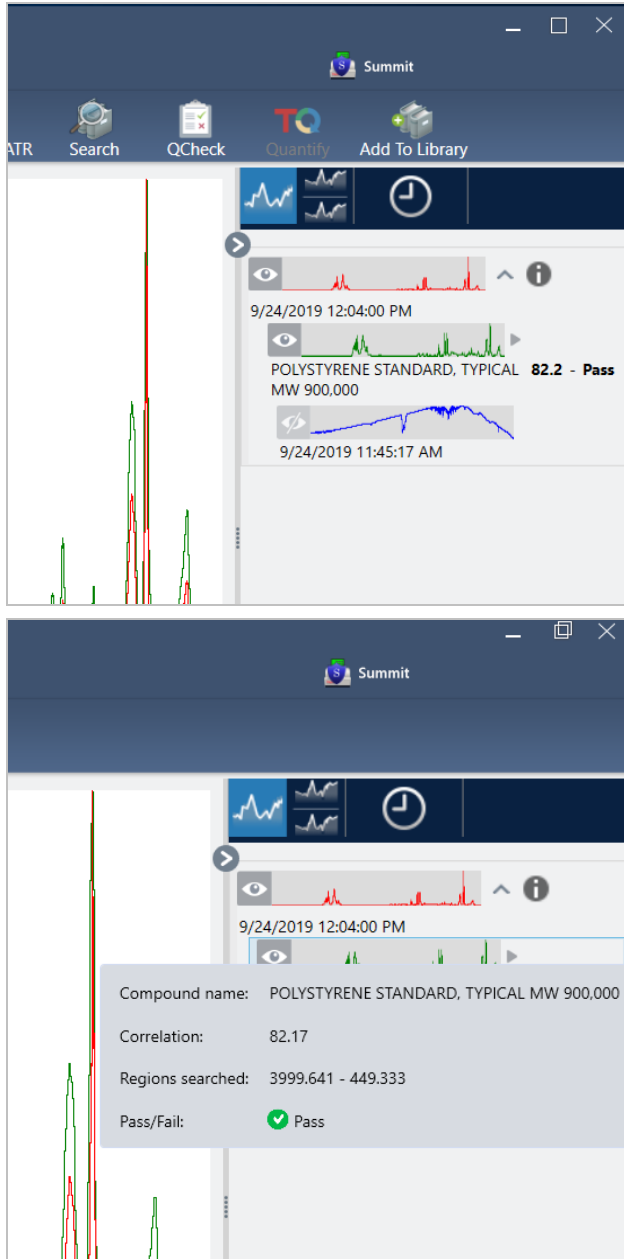 Summit
ATR Search QCheck TQ Quantify Add To Library
9/24/2019 12:04:00 PM
POLYSTYRENE STANDARD, TYPICAL 82.2 - Pass
MW 900,000
9/24/2019 11:45:17 AM
Summit
9/24/2019 12:04:00 PM
Compound name: POLYSTYRENE STANDARD, TYPICAL MW 900,000
Correlation: 82.17
Regions searched: 3999.641 - 449.333
Pass/Fail: Pass